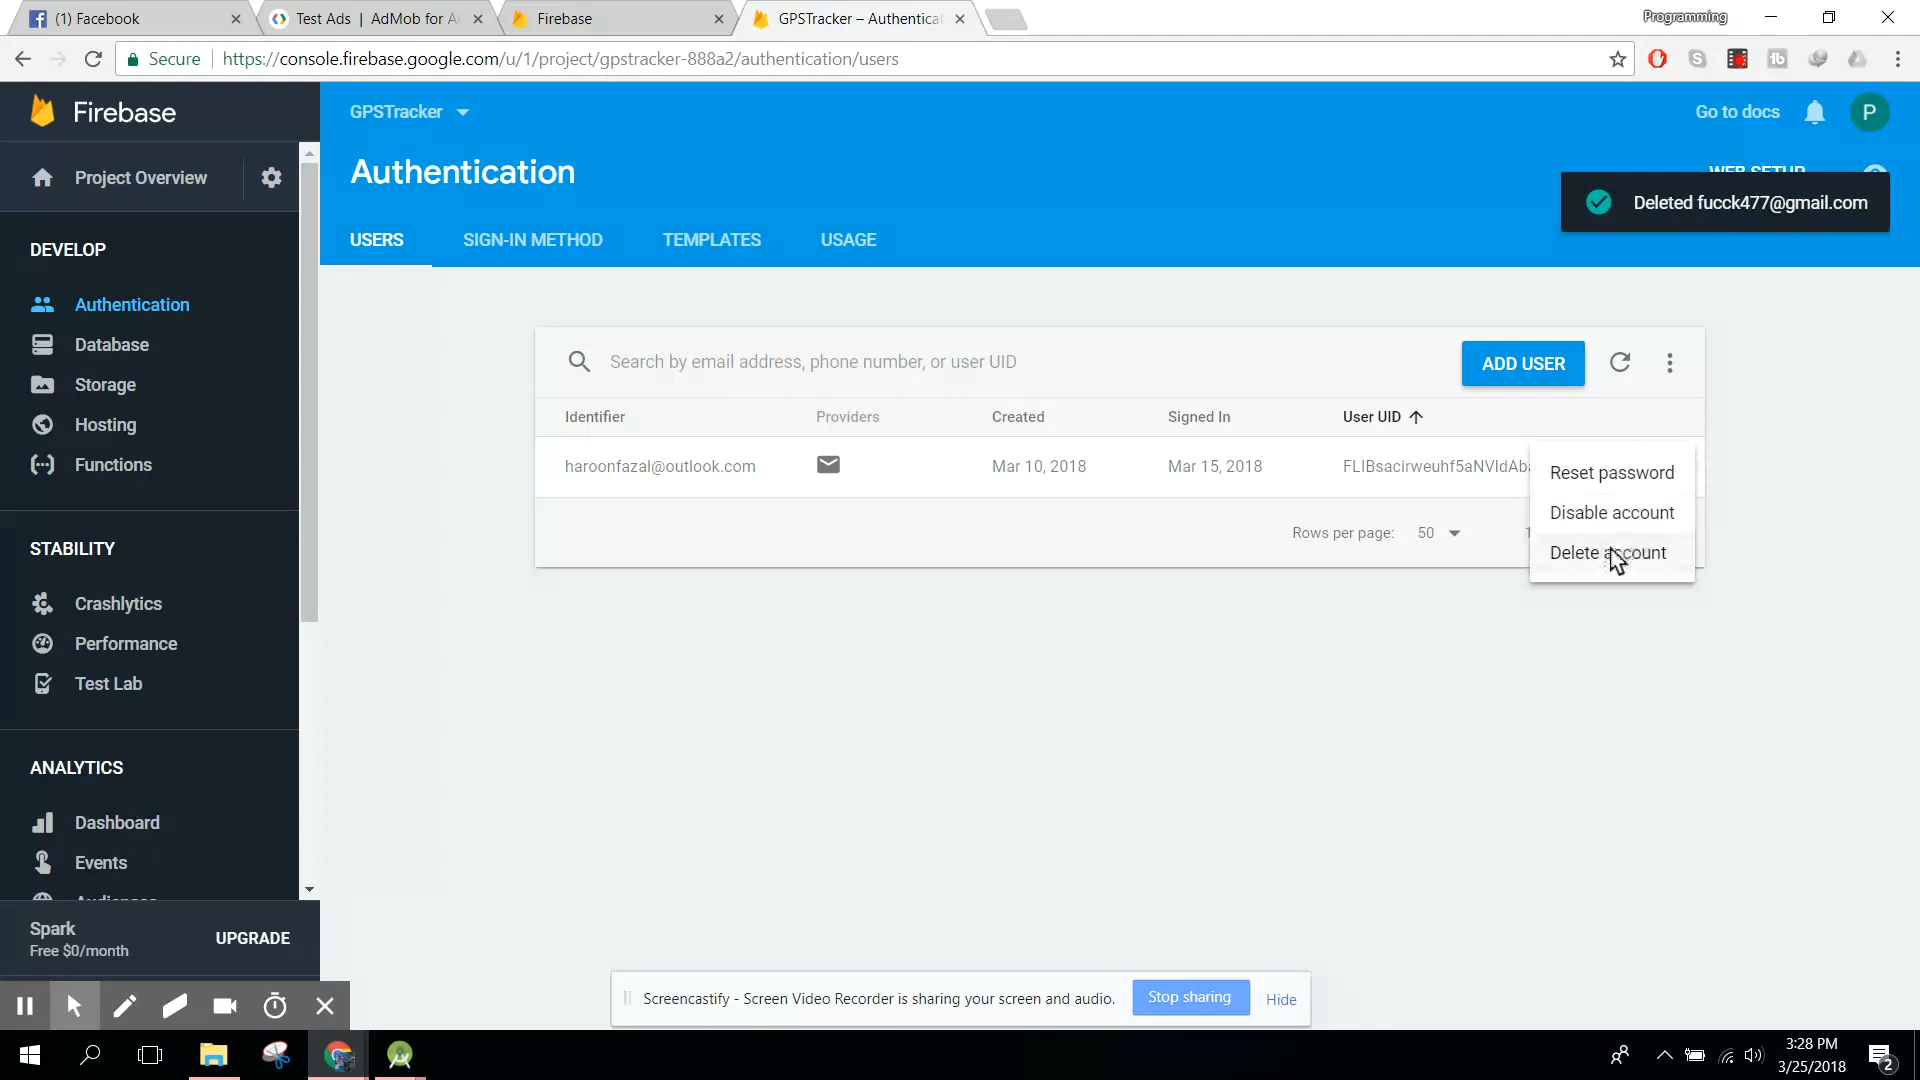 (1) Facebook
Test Ads | AdMob for A
Firebase
GPSTracker – Authentica
Programming
Secure
https://console.firebase.google.com/u/1/project/gpstracker-888a2/authentication/users
Firebase
GPSTracker
Go to docs
P
Project Overview
Authentication
WEB SETUP
Deleted fucck477@gmail.com
USERS
SIGN-IN METHOD
TEMPLATES
USAGE
DEVELOP
Authentication
Database
Storage
Hosting
Functions
STABILITY
Crashlytics
Performance
Test Lab
ANALYTICS
Dashboard
Events
Audiences
Spark
Free $0/month
UPGRADE
Search by email address, phone number, or user UID
ADD USER
Identifier
Providers
Created
Signed In
User UID
haroonfazal@outlook.com
Mar 10, 2018
Mar 15, 2018
FLIBsacirweuhf5aNVIdAb
Reset password
Disable account
Delete account
Rows per page:
50
Screencastify - Screen Video Recorder is sharing your screen and audio.
Stop sharing
Hide
3:28 PM
3/25/2018
2